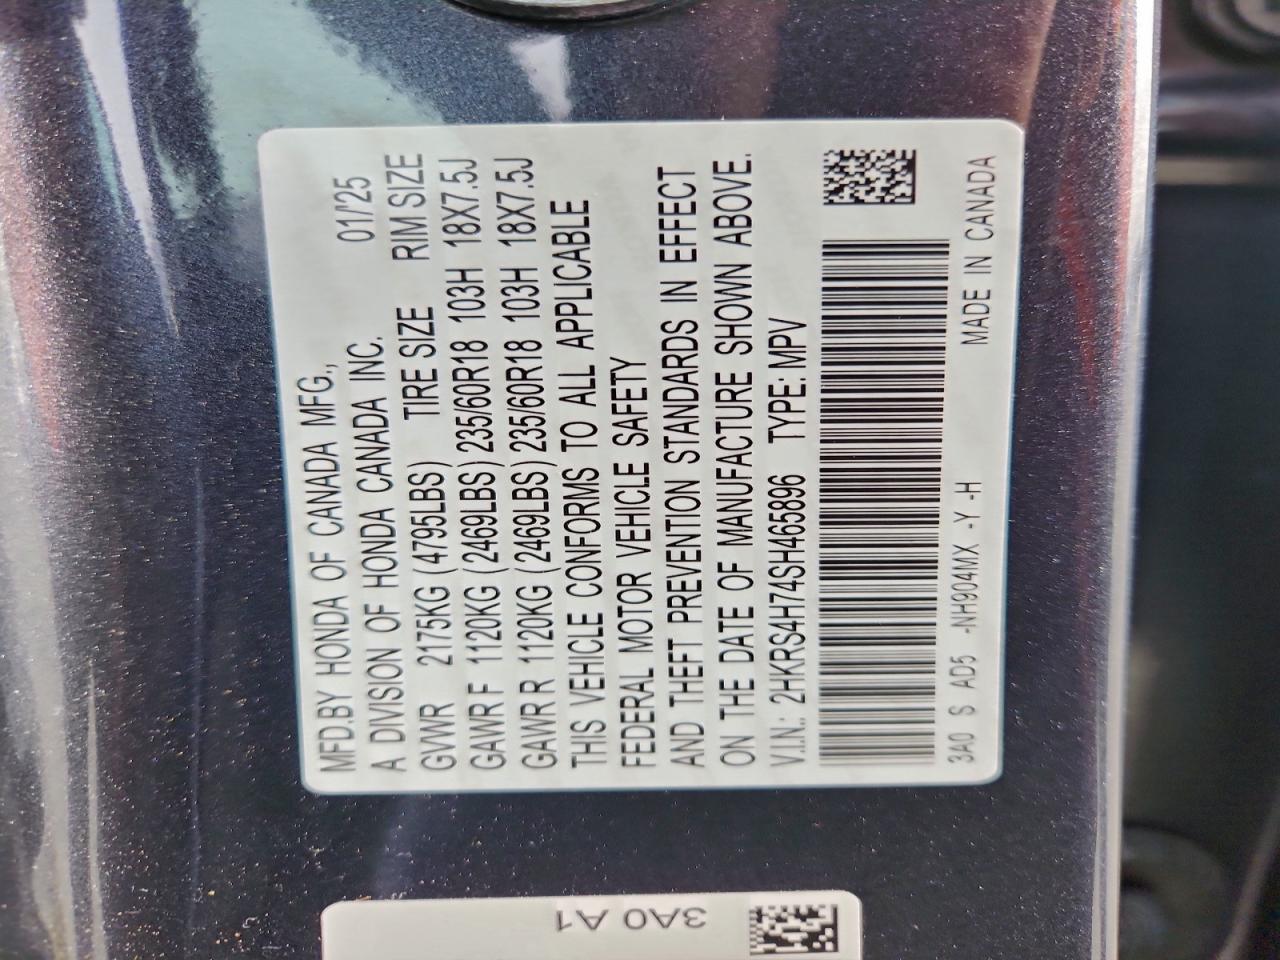 MFD.BY HONDA OF CANADA MFG.,
A DIVISION OF HONDA CANADA INC. 01/25
GVWR 2175KG (4795LBS) TIRE SIZE RIM SIZE
GAWR F 1120KG (2469LBS) 235/60R18 103H 18X7.5J
GAWR R 1120KG (2469LBS) 235/60R18 103H 18X7.5J
THIS VEHICLE CONFORMS TO ALL APPLICABLE
FEDERAL MOTOR VEHICLE SAFETY
AND THEFT PREVENTION STANDARDS IN EFFECT
ON THE DATE OF MANUFACTURE SHOWN ABOVE.
V.I.N.: 2HKRS4H74SH465896 TYPE: MPV
3A0 S AD5 -NH904MX -Y -H MADE IN CANADA
3A0 A1